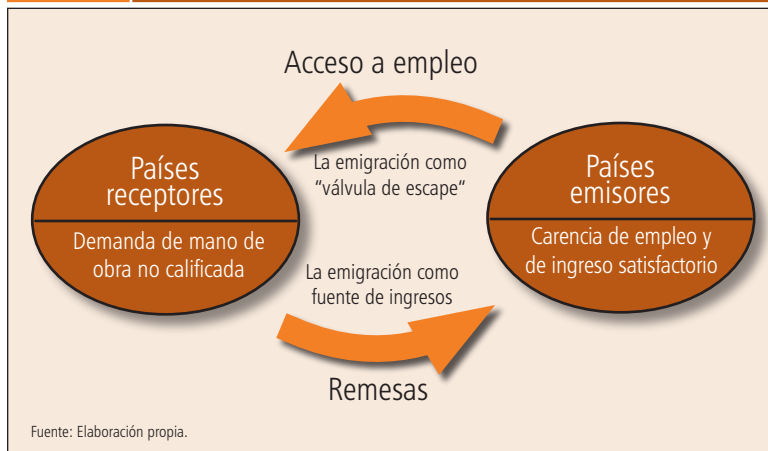 Acceso a empleo
La emigración como
"válvula de escape"
Países
receptores
Demanda de mano de
obra no calificada
Países
emisores
Carencia de empleo y
de ingreso satisfactorio
La emigración como
fuente de ingresos
Remesas
Fuente: Elaboración propia.